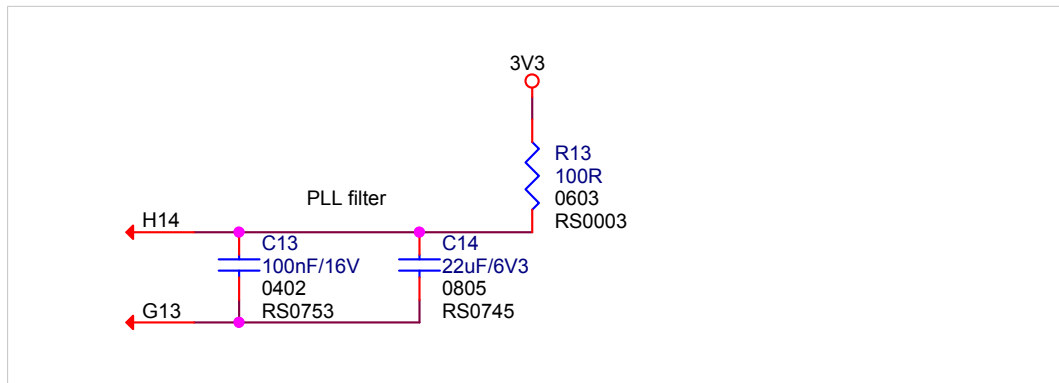 3V3
R13
100R
0603
RS0003
PLL filter
H14
C13
100nF/16V
0402
RS0753
C14
22uF/6V3
0805
RS0745
G13